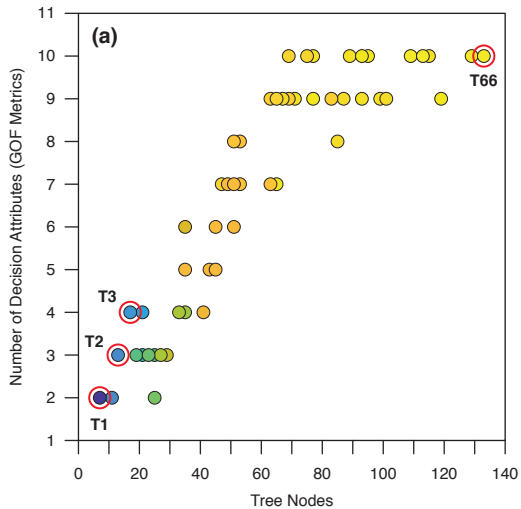 (a)
11
10
9
8
7
6
5
4
3
2
1
Number of Decision Attributes (GOF Metrics)
T66
T3
T2
T1
0 20 40 60 80 100 120 140
Tree Nodes